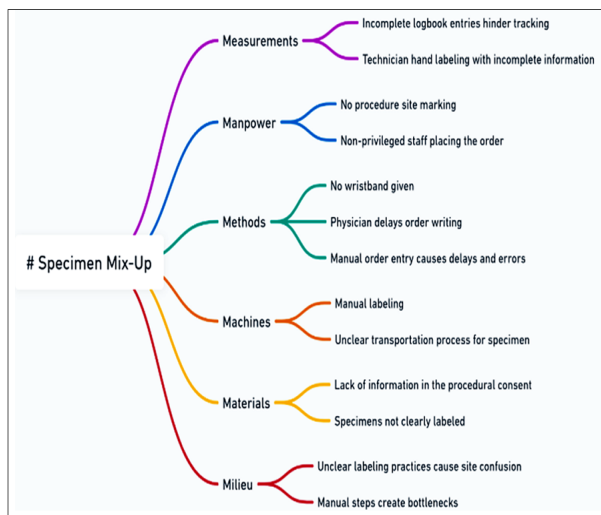 # Specimen Mix-Up
Measurements
Incomplete logbook entries hinder tracking
Technician hand labeling with incomplete information
Manpower
No procedure site marking
Non-privileged staff placing the order
Methods
No wristband given
Physician delays order writing
Manual order entry causes delays and errors
Machines
Manual labeling
Unclear transportation process for specimen
Materials
Lack of information in the procedural consent
Specimens not clearly labeled
Milieu
Unclear labeling practices cause site confusion
Manual steps create bottlenecks